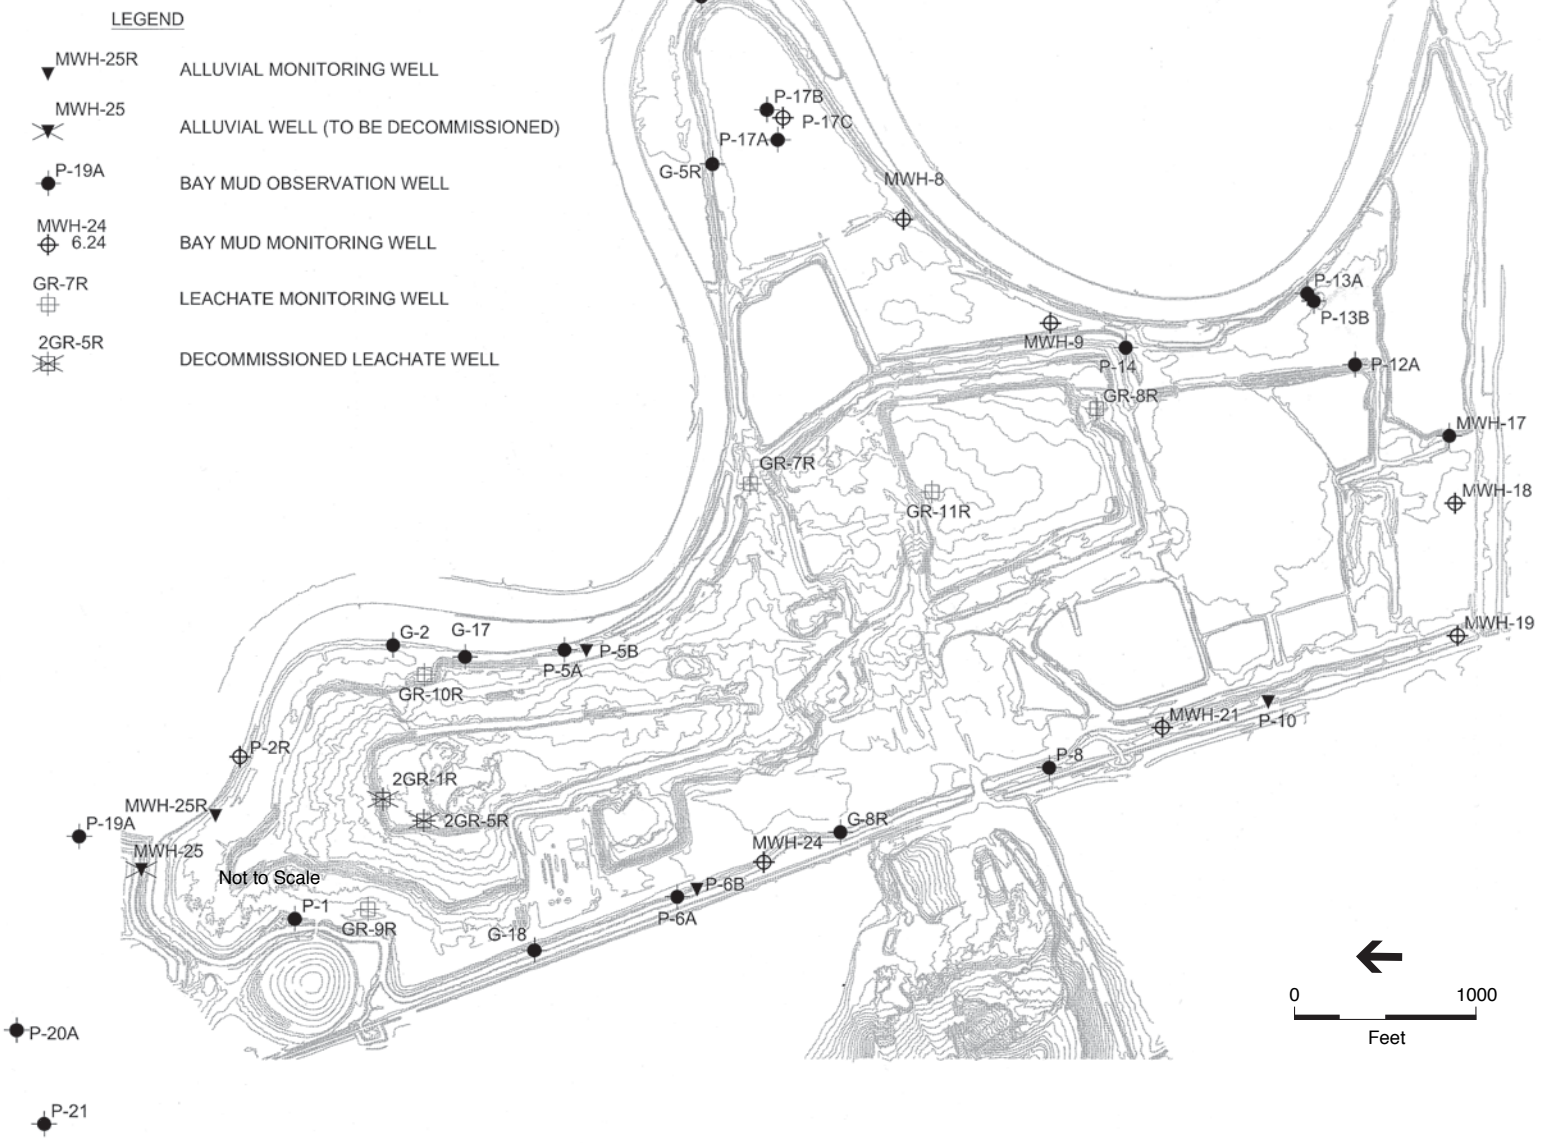 LEGEND
MWH-25R
ALLUVIAL MONITORING WELL
MWH-25
ALLUVIAL WELL (TO BE DECOMMISSIONED)
P-19A
BAY MUD OBSERVATION WELL
MWH-24
6.24
BAY MUD MONITORING WELL
GR-7R
LEACHATE MONITORING WELL
2GR-5R
DECOMMISSIONED LEACHATE WELL
P-17B
P-17C
P-17A
G-5R
MWH-8
P-13A
P-13B
MWH-9
P-14
P-12A
GR-8R
MWH-17
GR-7R
MWH-18
GR-11R
MWH-19
G-2
G-17
P-5B
P-5A
GR-10R
P-10
MWH-21
P-2R
P-8
2GR-1R
MWH-25R
2GR-5R
G-8R
P-19A
MWH-24
MWH-25
Not to Scale
P-6B
P-1
P-6A
GR-9R
G-18
0 1000
Feet
P-20A
P-21